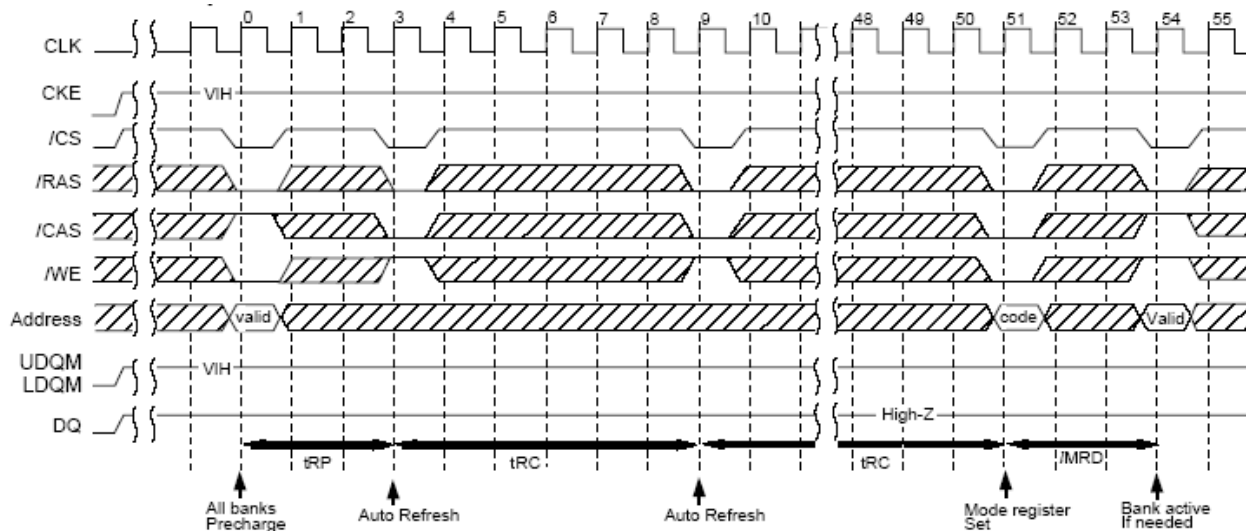 0 1 2 3 4 5 6 7 8 9 10 48 49 50 51 52 53 54 55
CLK
CKE VIH
/CS
/RAS
/CAS
/WE
Address valid code Valid
UDQM VIH
LDQM
DQ High-Z
tRP tRC tRC lMRD
All banks
Precharge
Auto Refresh
Auto Refresh
Mode register
Set
Bank active
If needed